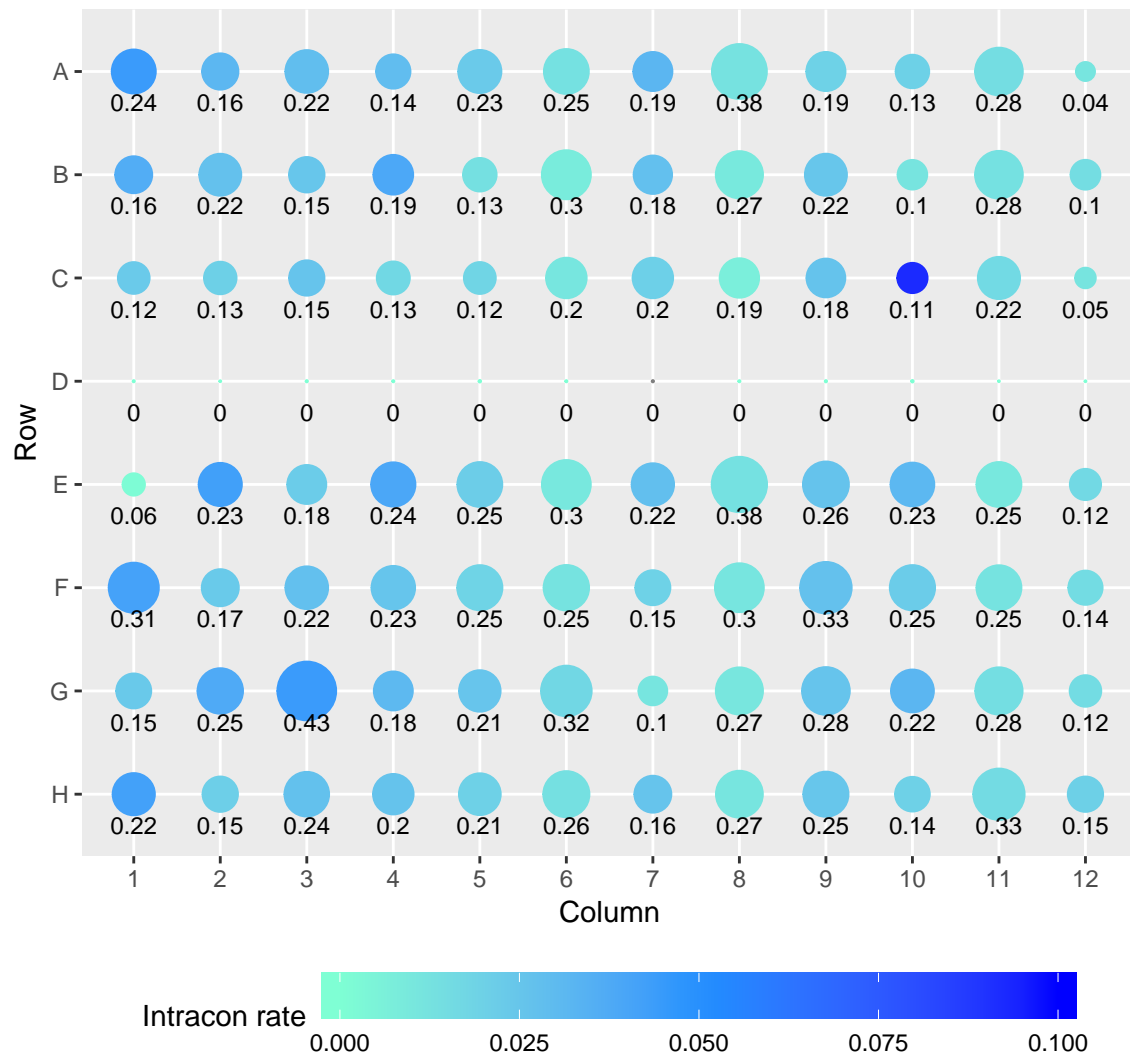 A
0.24 0.16 0.22 0.14 0.23 0.25 0.19 0.38 0.19 0.13 0.28 0.04
B
0.16 0.22 0.15 0.19 0.13 0.3 0.18 0.27 0.22 0.1 0.28 0.1
C
0.12 0.13 0.15 0.13 0.12 0.2 0.2 0.19 0.18 0.11 0.22 0.05
D
0 0 0 0 0 0 0 0 0 0 0 0
Row
E
0.06 0.23 0.18 0.24 0.25 0.3 0.22 0.38 0.26 0.23 0.25 0.12
F
0.31 0.17 0.22 0.23 0.25 0.25 0.15 0.3 0.33 0.25 0.25 0.14
G
0.15 0.25 0.43 0.18 0.21 0.32 0.1 0.27 0.28 0.22 0.28 0.12
H
0.22 0.15 0.24 0.2 0.21 0.26 0.16 0.27 0.25 0.14 0.33 0.15
1 2 3 4 5 6 7 8 9 10 11 12
Column
Intracon rate
0.000 0.025 0.050 0.075 0.100